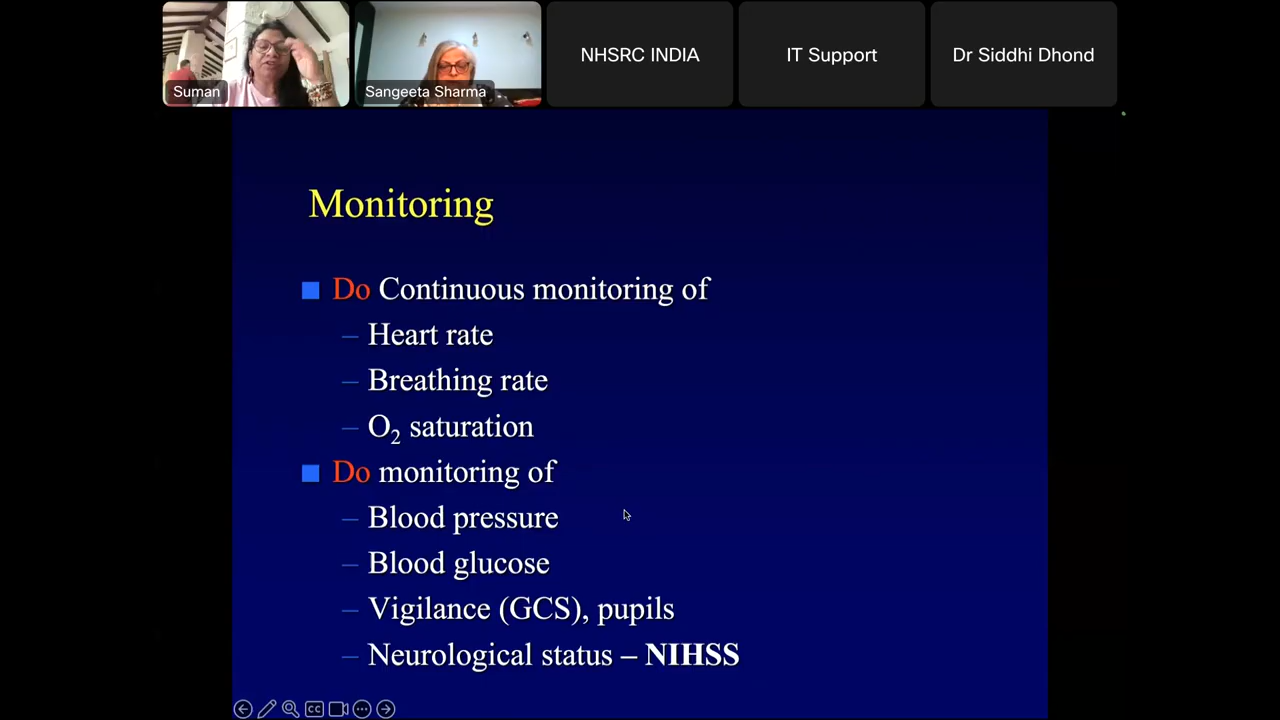 Suman
Sangeeta Sharma
NHSRC INDIA
IT Support
Dr Siddhi Dhond
Monitoring
Do Continuous monitoring of
– Heart rate
– Breathing rate
– O₂ saturation
Do monitoring of
– Blood pressure
– Blood glucose
– Vigilance (GCS), pupils
– Neurological status – NIHSS
CC